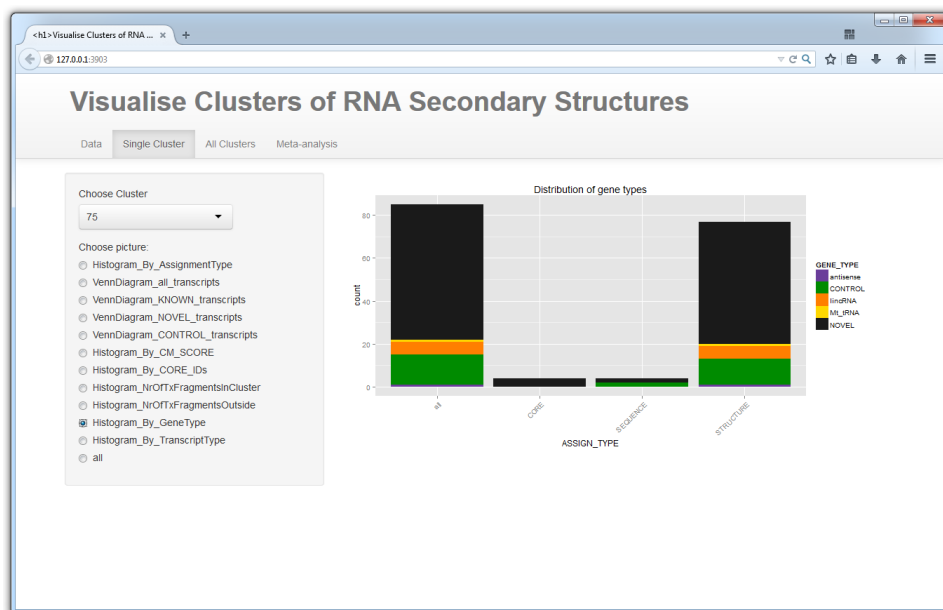 <h1>Visualise Clusters of RNA ...
127.0.0.1:3903
Visualise Clusters of RNA Secondary Structures
Data Single Cluster All Clusters Meta-analysis
Choose Cluster
75
Choose picture:
Histogram_By_AssignmentType
VennDiagram_all_transcripts
VennDiagram_KNOWN_transcripts
VennDiagram_NOVEL_transcripts
VennDiagram_CONTROL_transcripts
Histogram_By_CM_SCORE
Histogram_By_CORE_IDs
Histogram_NrOfTxFragmentsInCluster
Histogram_NrOfTxFragmentsOutside
Histogram_By_GeneType
Histogram_By_TranscriptType
all
Distribution of gene types
count
80
60
40
20
0
all
CORE
SEQUENCE
STRUCTURE
ASSIGN_TYPE
GENE_TYPE
antisense
CONTROL
lincRNA
Mt_tRNA
NOVEL